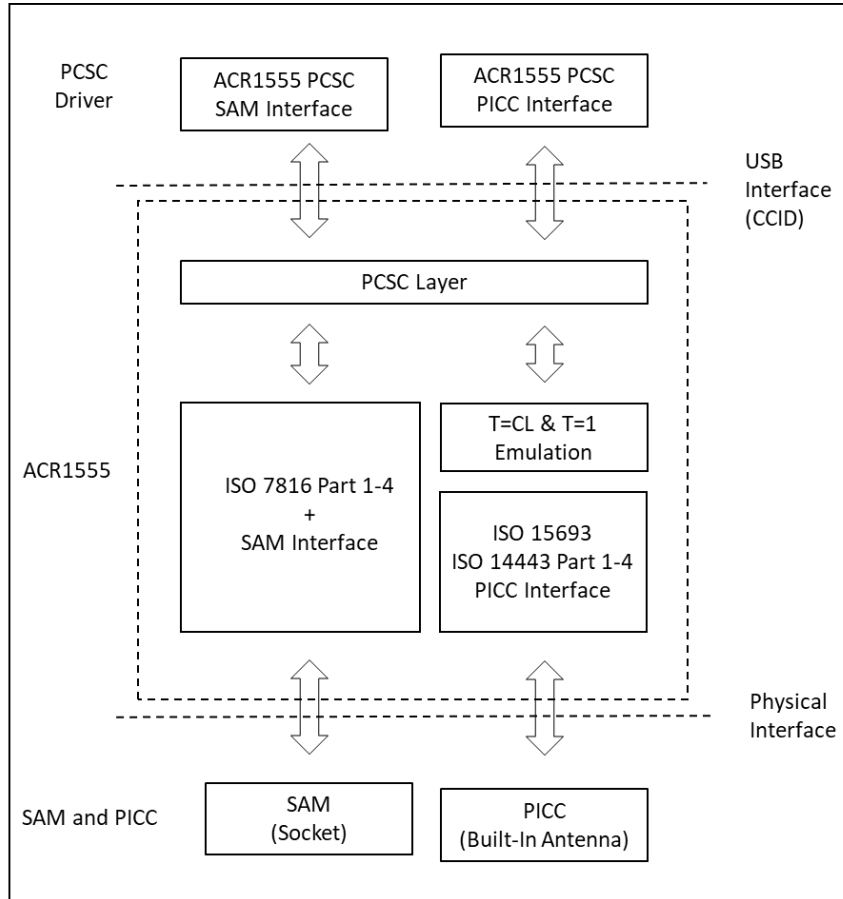 PCSC
Driver
ACR1555 PCSC
SAM Interface
ACR1555 PCSC
PICC Interface
USB
Interface
(CCID)
PCSC Layer
ACR1555
ISO 7816 Part 1-4
+
SAM Interface
T=CL & T=1
Emulation
ISO 15693
ISO 14443 Part 1-4
PICC Interface
Physical
Interface
SAM and PICC
SAM
(Socket)
PICC
(Built-In Antenna)